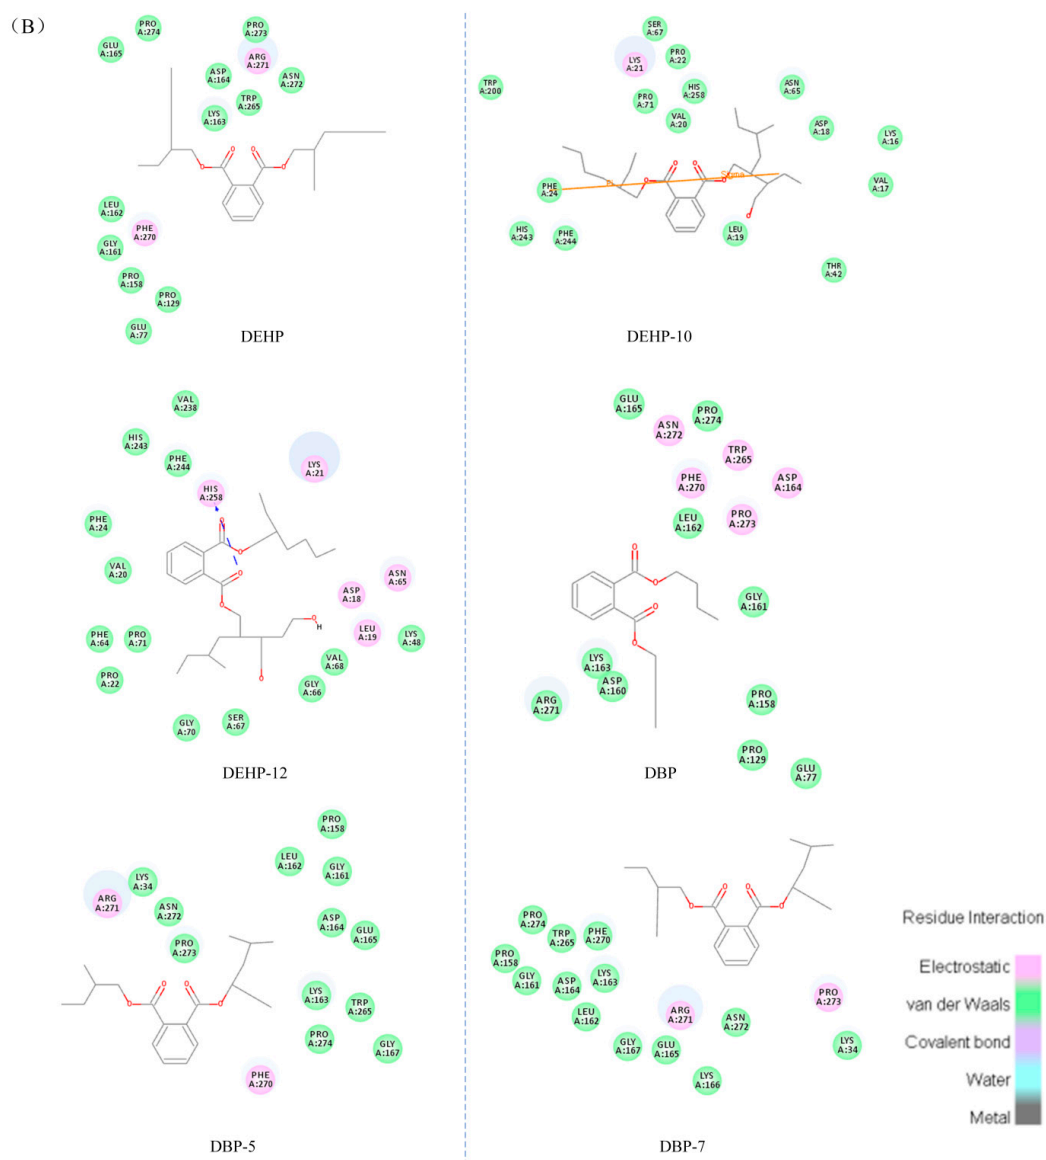 (B)
PRO
A:274
GLU
A:165
PRO
A:273
ARG
A:271
ASP
A:164
ASN
A:272
TRP
A:265
LYS
A:163
O
O
O
O
LEU
A:162
PHE
A:270
GLY
A:161
PRO
A:158
PRO
A:129
GLU
A:77
DEHP
SER
A:67
LYS
A:21
PRO
A:22
TRP
A:200
HIS
A:258
ASN
A:65
PRO
A:71
VAL
A:20
ASP
A:18
LYS
A:16
VAL
A:17
PHE
A:24
O
O
O
O
Sigma
O
HIS
A:243
PHE
A:244
LEU
A:19
THR
A:42
DEHP-10
VAL
A:238
HIS
A:243
PHE
A:244
LYS
A:21
HIS
A:258
PHE
A:24
VAL
A:20
O
O
O
O
ASN
A:65
ASP
A:18
O
H
LEU
A:19
LYS
A:48
PHE
A:64
PRO
A:71
VAL
A:68
PRO
A:22
O
GLY
A:66
GLY
A:70
SER
A:67
DEHP-12
GLU
A:165
PRO
A:274
ASN
A:272
TRP
A:265
PHE
A:270
ASP
A:164
LEU
A:162
PRO
A:273
O
O
O
O
GLY
A:161
LYS
A:163
ASP
A:160
ARG
A:271
PRO
A:158
PRO
A:129
GLU
A:77
DBP
PRO
A:158
LEU
A:162
GLY
A:161
LYS
A:34
ARG
A:271
ASN
A:272
ASP
A:164
GLU
A:165
PRO
A:273
O
O
O
O
LYS
A:163
TRP
A:265
PRO
A:274
GLY
A:167
PHE
A:270
DBP-5
O
O
O
O
PRO
A:274
TRP
A:265
PHE
A:270
PRO
A:158
GLY
A:161
ASP
A:164
LYS
A:163
LEU
A:162
ARG
A:271
ASN
A:272
PRO
A:273
GLY
A:167
GLU
A:165
LYS
A:34
LYS
A:166
DBP-7
Residue Interaction
Electrostatic
van der Waals
Covalent bond
Water
Metal